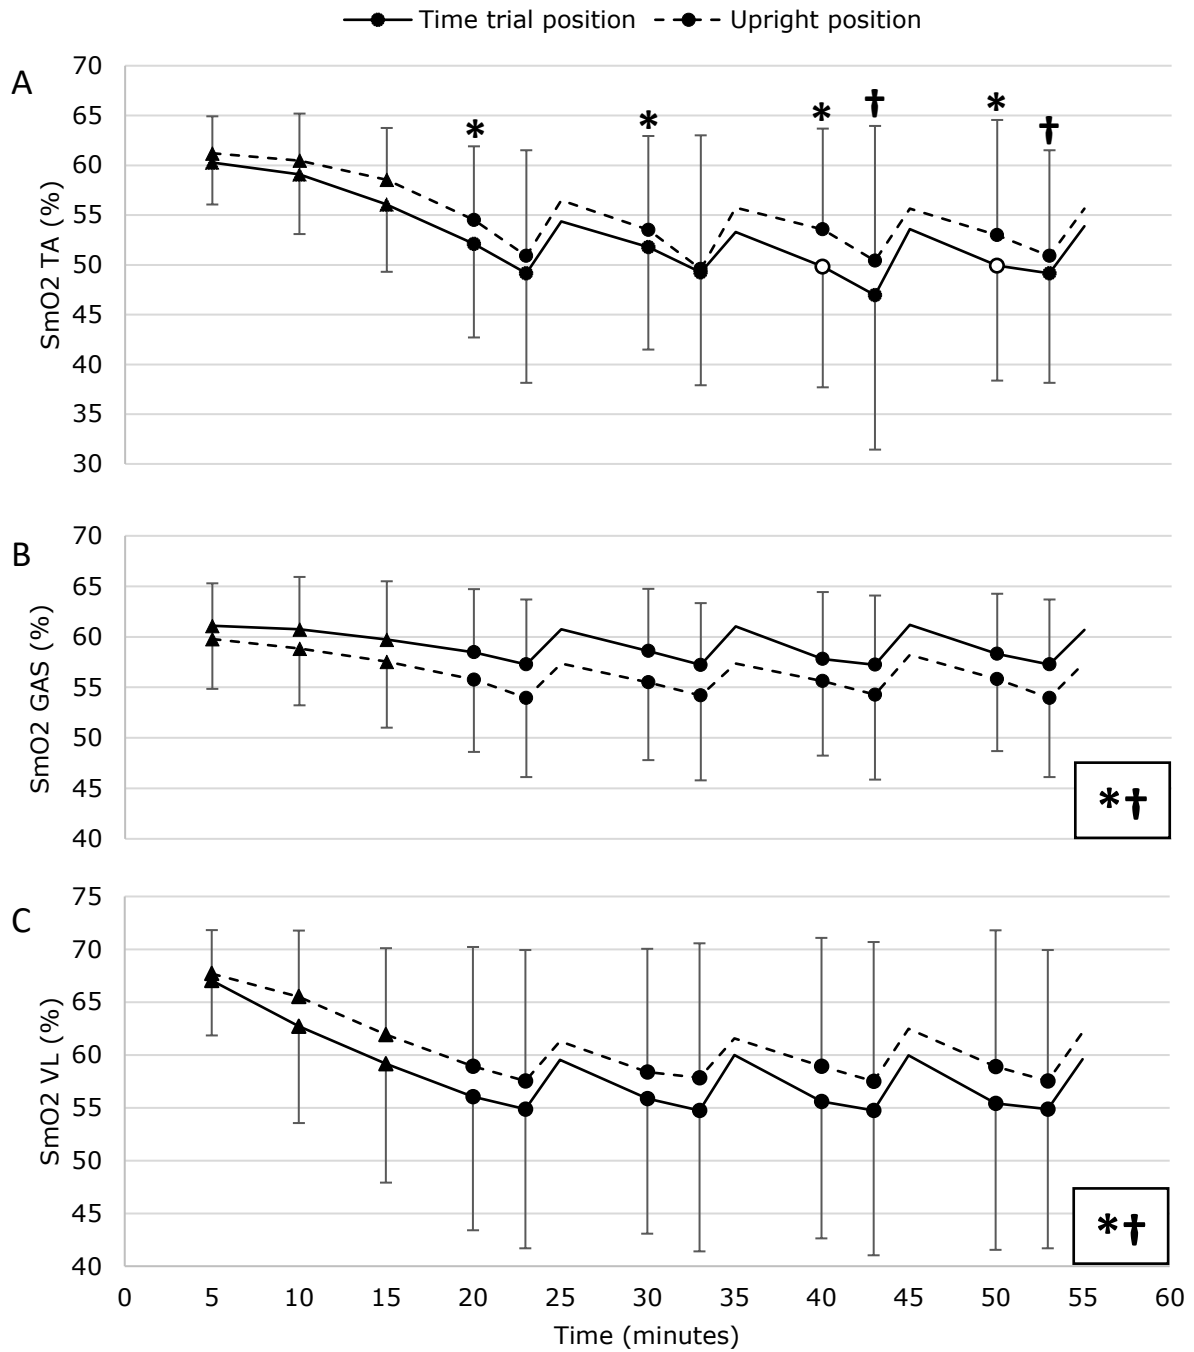 Time trial position Upright position
A
SmO2 TA (%)
70
65
60
55
50
45
40
35
30
* * * † * †
B
SmO2 GAS (%)
70
65
60
55
50
45
40
*†
C
SmO2 VL (%)
75
70
65
60
55
50
45
40
*†
0 5 10 15 20 25 30 35 40 45 50 55 60
Time (minutes)